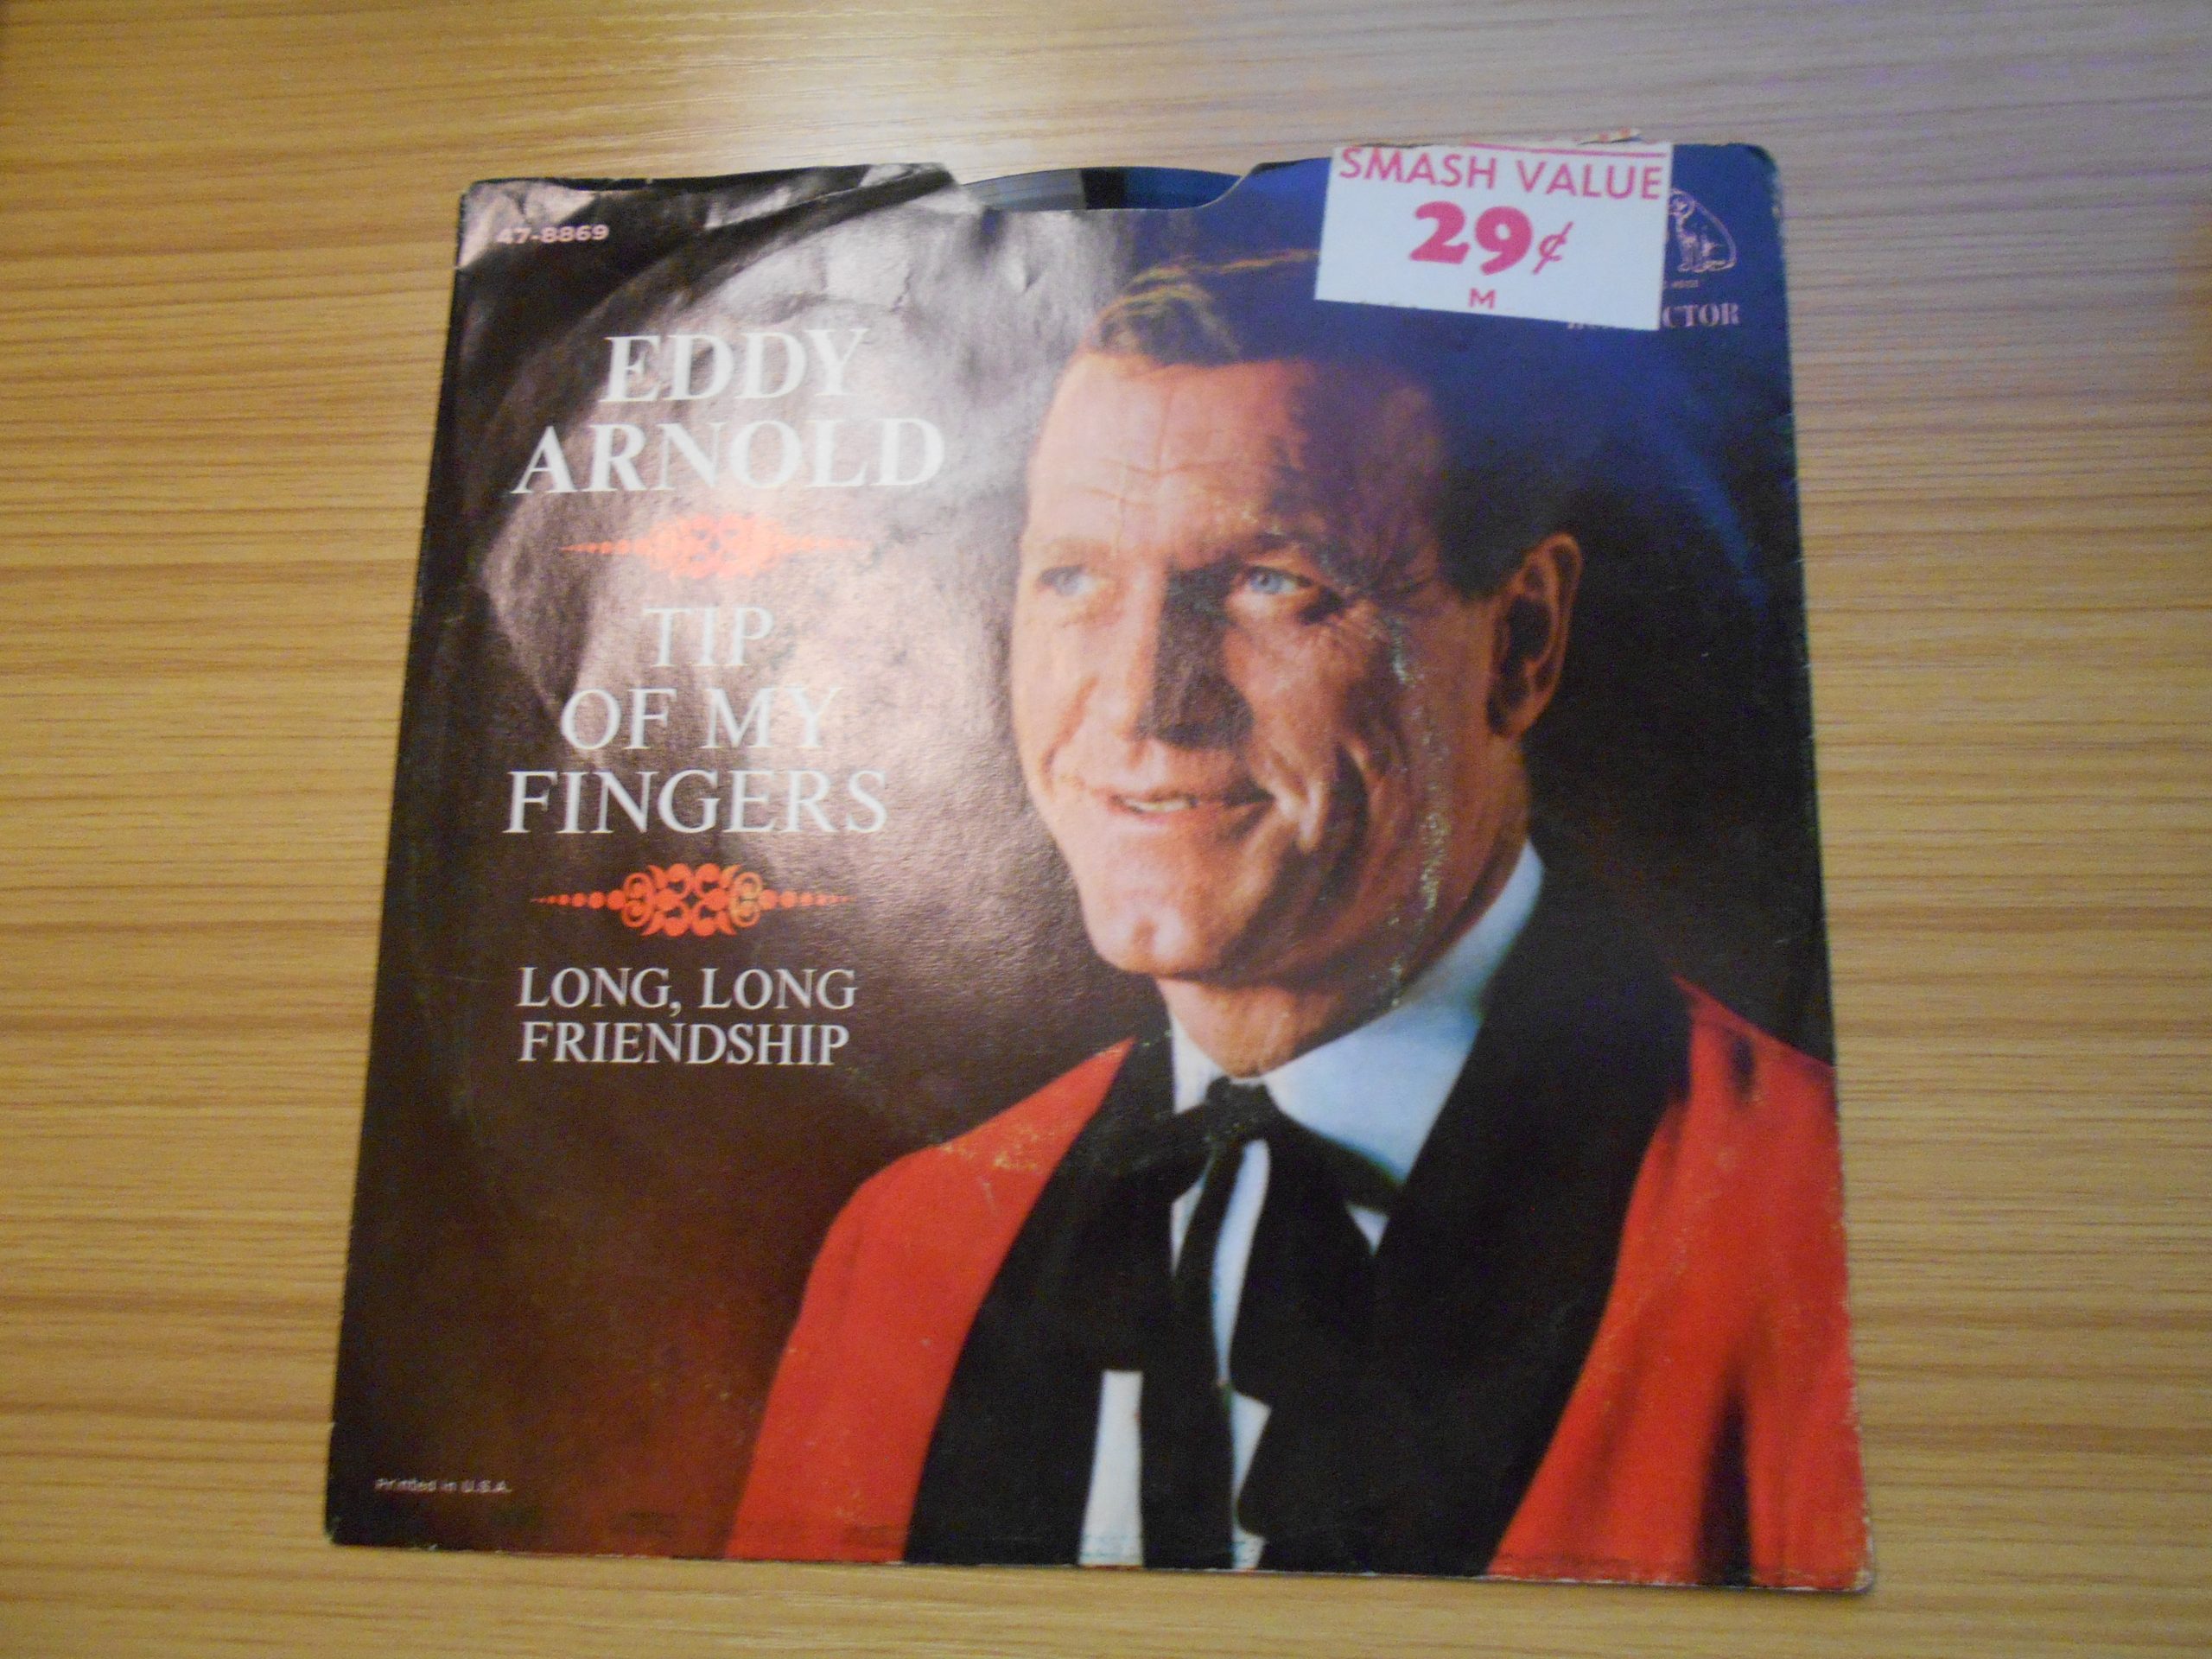 SMASH VALUE
29¢
M
47-8869
EDDY
ARNOLD
TIP
OF MY
FINGERS
LONG, LONG
FRIENDSHIP
Printed in U.S.A.